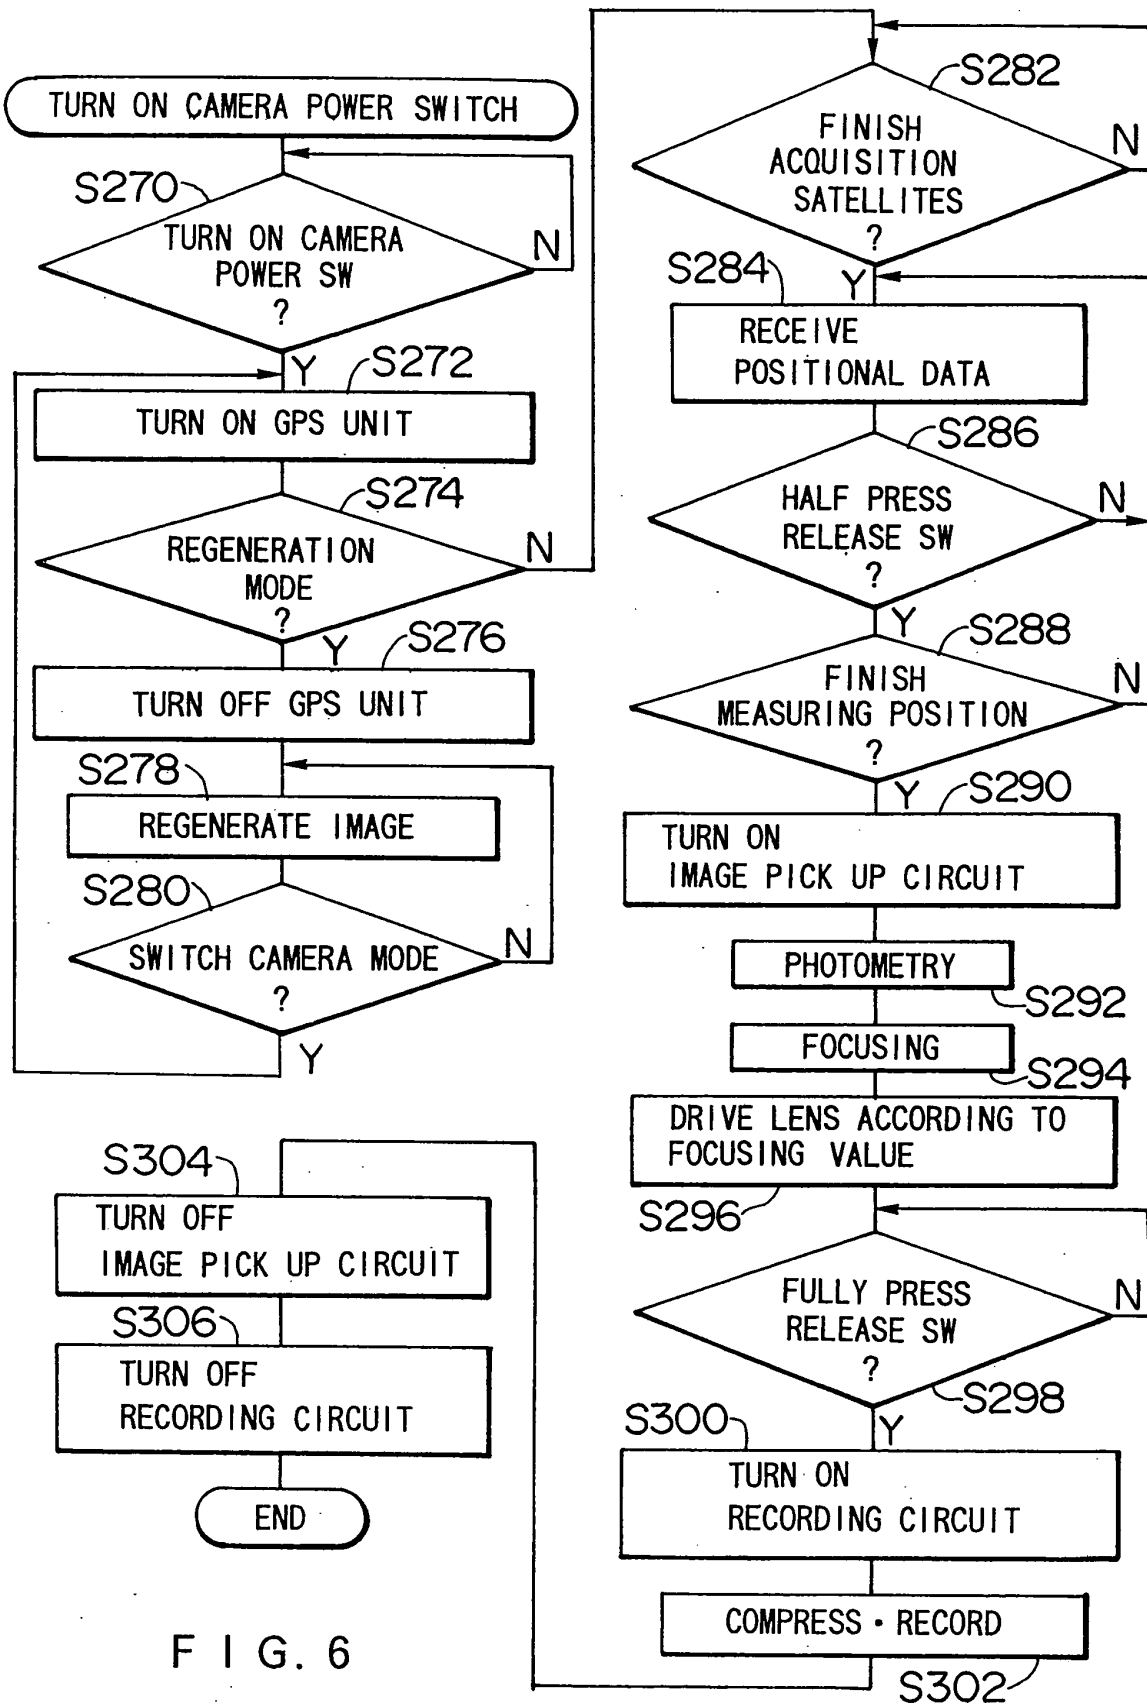 TURN ON CAMERA POWER SWITCH
S270
TURN ON CAMERA
POWER SW
?
N
Y
S272
TURN ON GPS UNIT
S274
REGENERATION
MODE
?
N
Y
S276
TURN OFF GPS UNIT
S278
REGENERATE IMAGE
S280
SWITCH CAMERA MODE
?
N
Y
S282
FINISH
ACQUISITION
SATELLITES
?
N
Y
S284
RECEIVE
POSITIONAL DATA
S286
HALF PRESS
RELEASE SW
?
N
Y
S288
FINISH
MEASURING POSITION
?
N
Y
S290
TURN ON
IMAGE PICK UP CIRCUIT
PHOTOMETRY
S292
FOCUSING
S294
DRIVE LENS ACCORDING TO
FOCUSING VALUE
S296
FULLY PRESS
RELEASE SW
?
N
S298
Y
S300
TURN ON
RECORDING CIRCUIT
COMPRESS・RECORD
S302
S304
TURN OFF
IMAGE PICK UP CIRCUIT
S306
TURN OFF
RECORDING CIRCUIT
END
FIG. 6